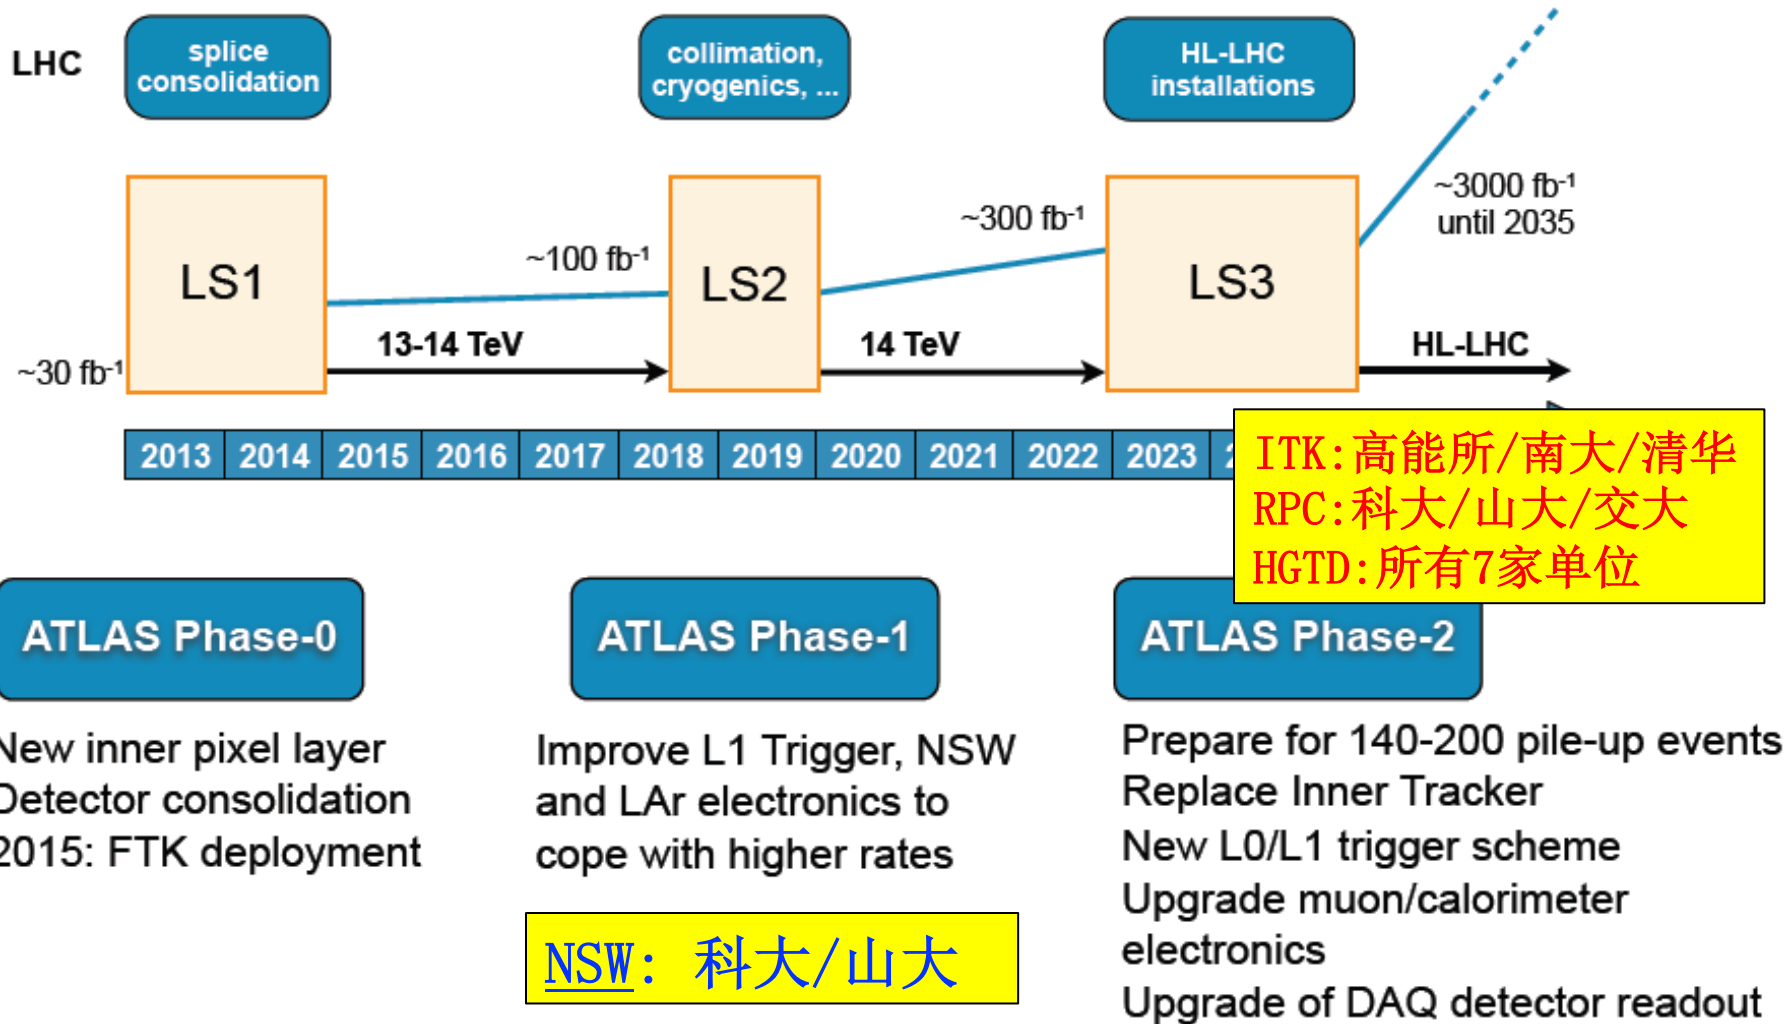 LHC
splice
consolidation
collimation,
cryogenics, ...
HL-LHC
installations
~3000 fb⁻¹
until 2035
~300 fb⁻¹
~100 fb⁻¹
LS1
LS2
LS3
13-14 TeV
14 TeV
HL-LHC
~30 fb⁻¹
2013 2014 2015 2016 2017 2018 2019 2020 2021 2022 2023
ITK:高能所/南大/清华
RPC:科大/山大/交大
HGTD:所有7家单位
ATLAS Phase-0
New inner pixel layer
Detector consolidation
2015: FTK deployment
ATLAS Phase-1
Improve L1 Trigger, NSW
and LAr electronics to
cope with higher rates
NSW: 科大/山大
ATLAS Phase-2
Prepare for 140-200 pile-up events
Replace Inner Tracker
New L0/L1 trigger scheme
Upgrade muon/calorimeter
electronics
Upgrade of DAQ detector readout